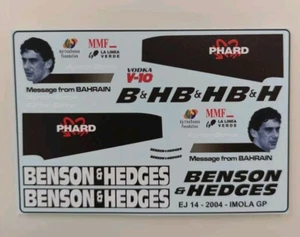 MMF
LA LINEA
VERDE
VODKA
V-10
PHARD
Message from BAHRAIN
B&HB&HB&H
PHARD
MMF
LA LINEA
VERDE
Message from BAHRAIN
BENSON&HEDGES
BENSON&HEDGES
BENSON
& HEDGES
EJ 14 - 2004 - IMOLA GP